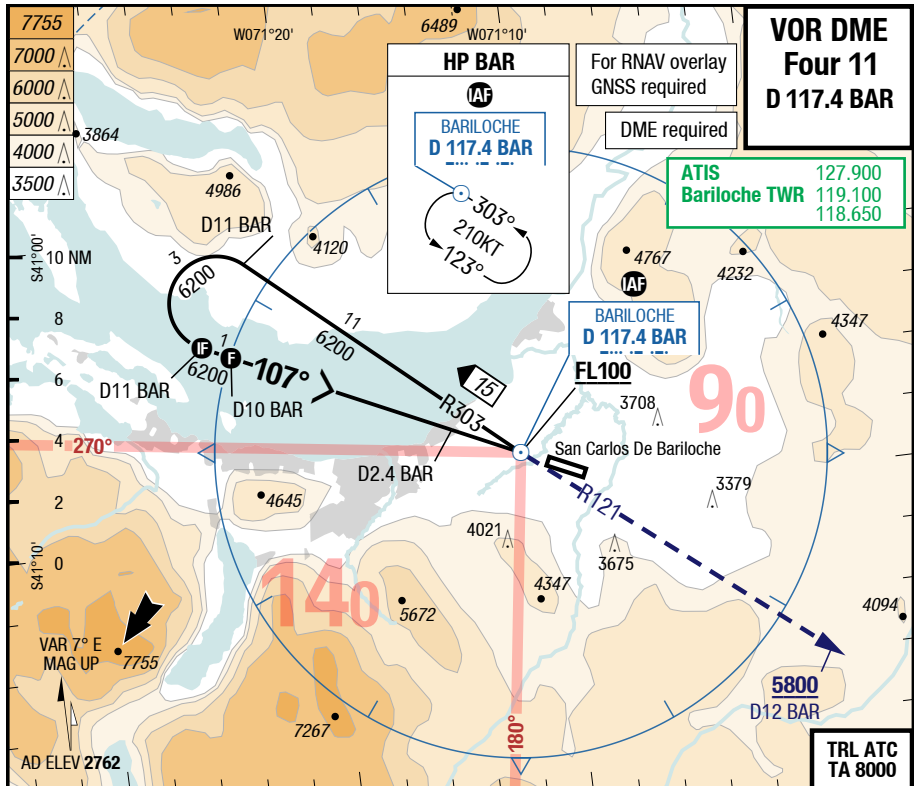 7755
7000
6000
5000
4000
3500
W071°20'
6489
W071°10'
VOR DME
Four 11
D 117.4 BAR
HP BAR
IAF
BARILOCHE
D 117.4 BAR
303°
210KT
123°
For RNAV overlay
GNSS required
DME required
ATIS 127.900
Bariloche TWR 119.100
118.650
3864
4986
D11 BAR
4120
4767
4232
IAF
BARILOCHE
D 117.4 BAR
FL100
4347
S41°00'
10 NM
8
6
4
2
0
S41°10'
3
6200
11
6200
IF
1
F
6200
107°
D11 BAR
D10 BAR
15
R303
3708
90
270°
D2.4 BAR
San Carlos De Bariloche
R121
3379
4645
4021
3675
140
5672
4347
4094
VAR 7° E
MAG UP
7755
7267
180°
5800
D12 BAR
AD ELEV 2762
TRL ATC
TA 8000